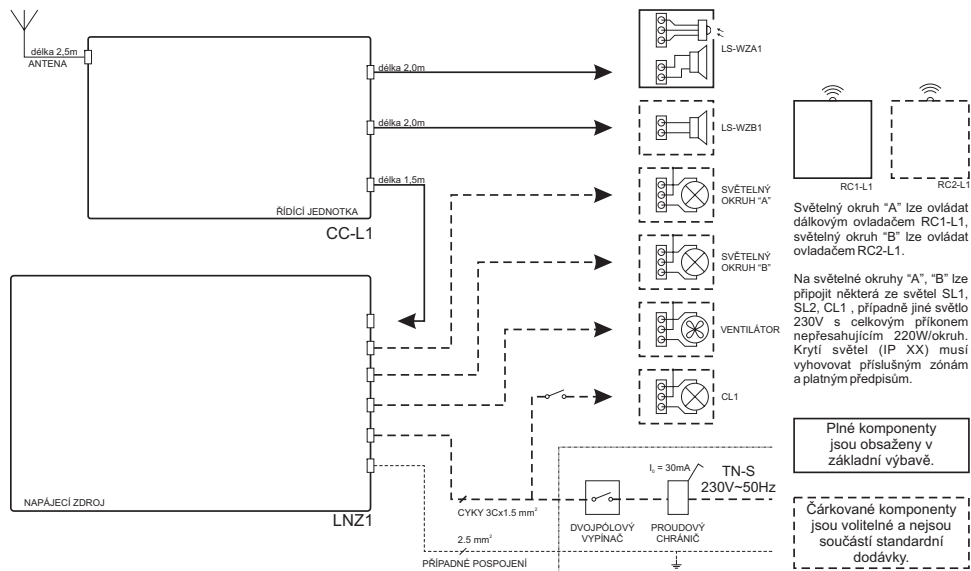 délka 2,5m
ANTENA
délka 2,0m
délka 2,0m
délka 1,5m
ŘÍDÍCÍ JEDNOTKA
CC-L1
NAPÁJECÍ ZDROJ
LNZ1
LS-WZA1
LS-WZB1
SVĚTELNÝ
OKRUH "A"
SVĚTELNÝ
OKRUH "B"
VENTILÁTOR
CL1
CYKY 3Cx1.5 mm²
2.5 mm²
PŘÍPADNÉ POSPOJENÍ
DVOJPÓLOVÝ
VYPÍNAČ
PROUDOVÝ
CHRÁNIČ
TN-S
230V~50Hz
RC1-L1
RC2-L1
Světelný okruh "A" lze ovládat
dálkovým ovladačem RC1-L1,
světelný okruh "B" lze ovládat
ovladačem RC2-L1.
Na světelné okruhy "A", "B" lze
připojit některá ze světel SL1,
SL2, CL1 , případně jiné světlo
230V s celkovým příkonem
nepřesahujícím 220W/okruh.
Krytí světel (IP XX) musí
vyhovovat příslušným zónám
a platným předpisům.
Plné komponenty
jsou obsaženy v
základní výbavě.
Čárkované komponenty
jsou volitelné a nejsou
součástí standardní
dodávky.
= 30mA